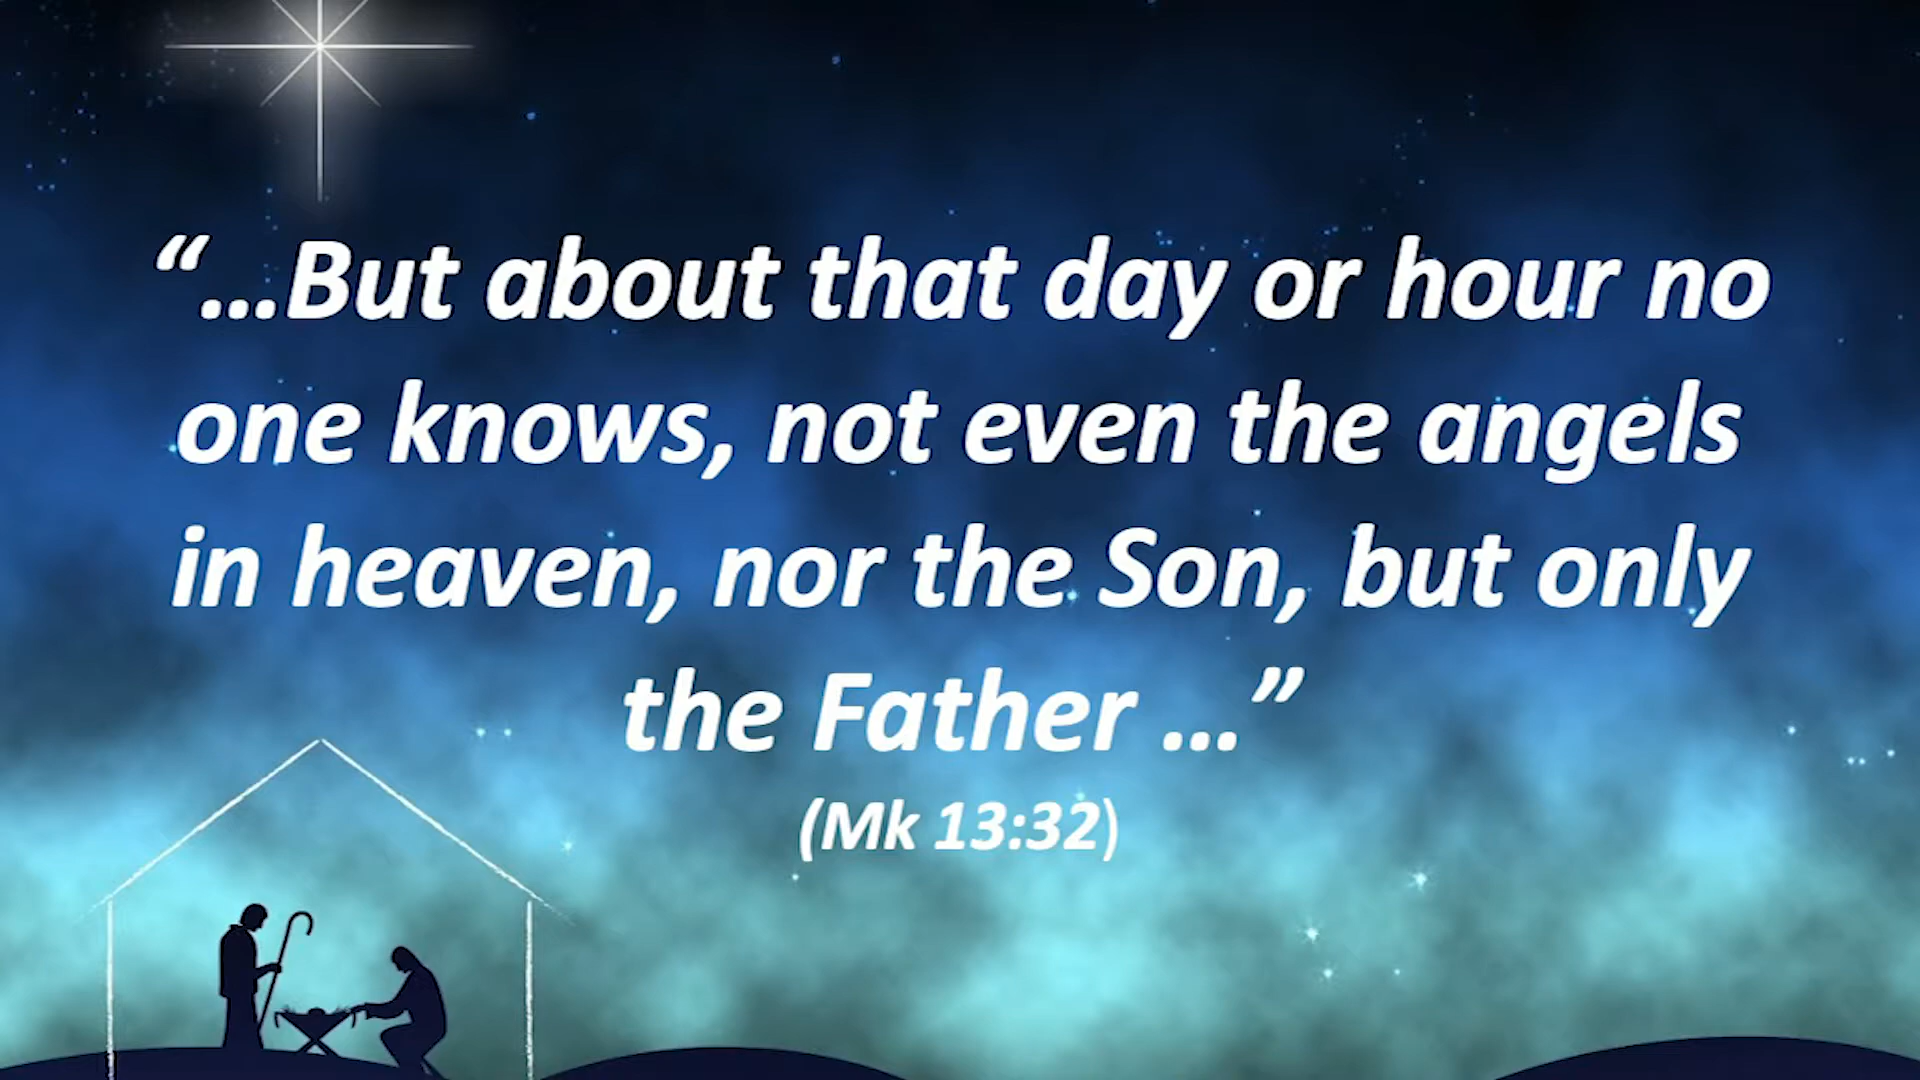 “...But about that day or hour no
one knows, not even the angels
in heaven, nor the Son, but only
the Father ...”
(Mk 13:32)